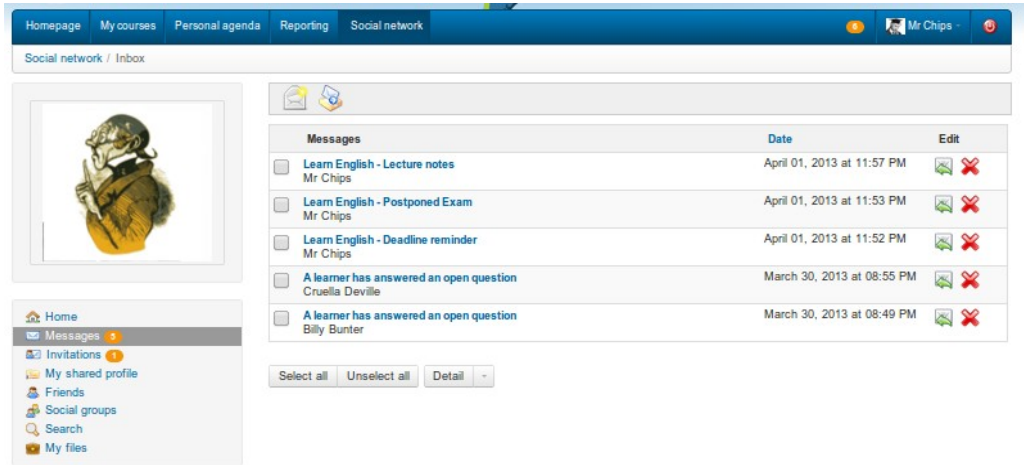 Homepage My courses Personal agenda Reporting Social network 6 Mr Chips
Social network / Inbox
Messages Date Edit
Learn English - Lecture notes April 01, 2013 at 11:57 PM
Mr Chips
Learn English - Postponed Exam April 01, 2013 at 11:53 PM
Mr Chips
Learn English - Deadline reminder April 01, 2013 at 11:52 PM
Mr Chips
A learner has answered an open question March 30, 2013 at 08:55 PM
Cruella Deville
A learner has answered an open question March 30, 2013 at 08:49 PM
Billy Bunter
Select all Unselect all Detail
Home
Messages 5
Invitations 1
My shared profile
Friends
Social groups
Search
My files